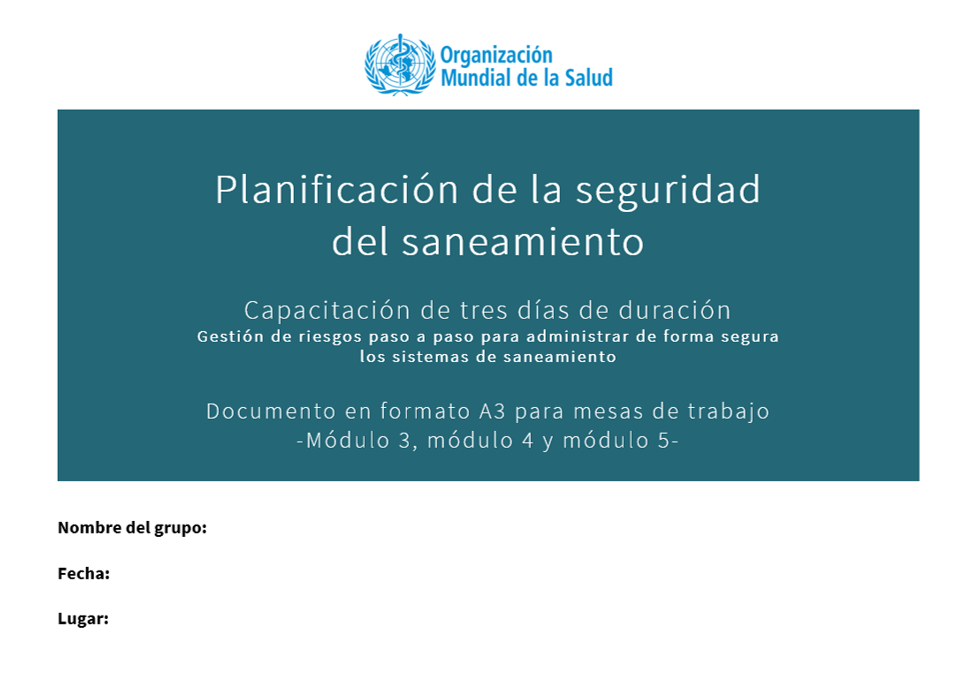 Organización
Mundial de la Salud
Planificación de la seguridad
del saneamiento
Capacitación de tres días de duración
Gestión de riesgos paso a paso para administrar de forma segura
los sistemas de saneamiento
Documento en formato A3 para mesas de trabajo
-Módulo 3, módulo 4 y módulo 5-
Nombre del grupo:
Fecha:
Lugar: